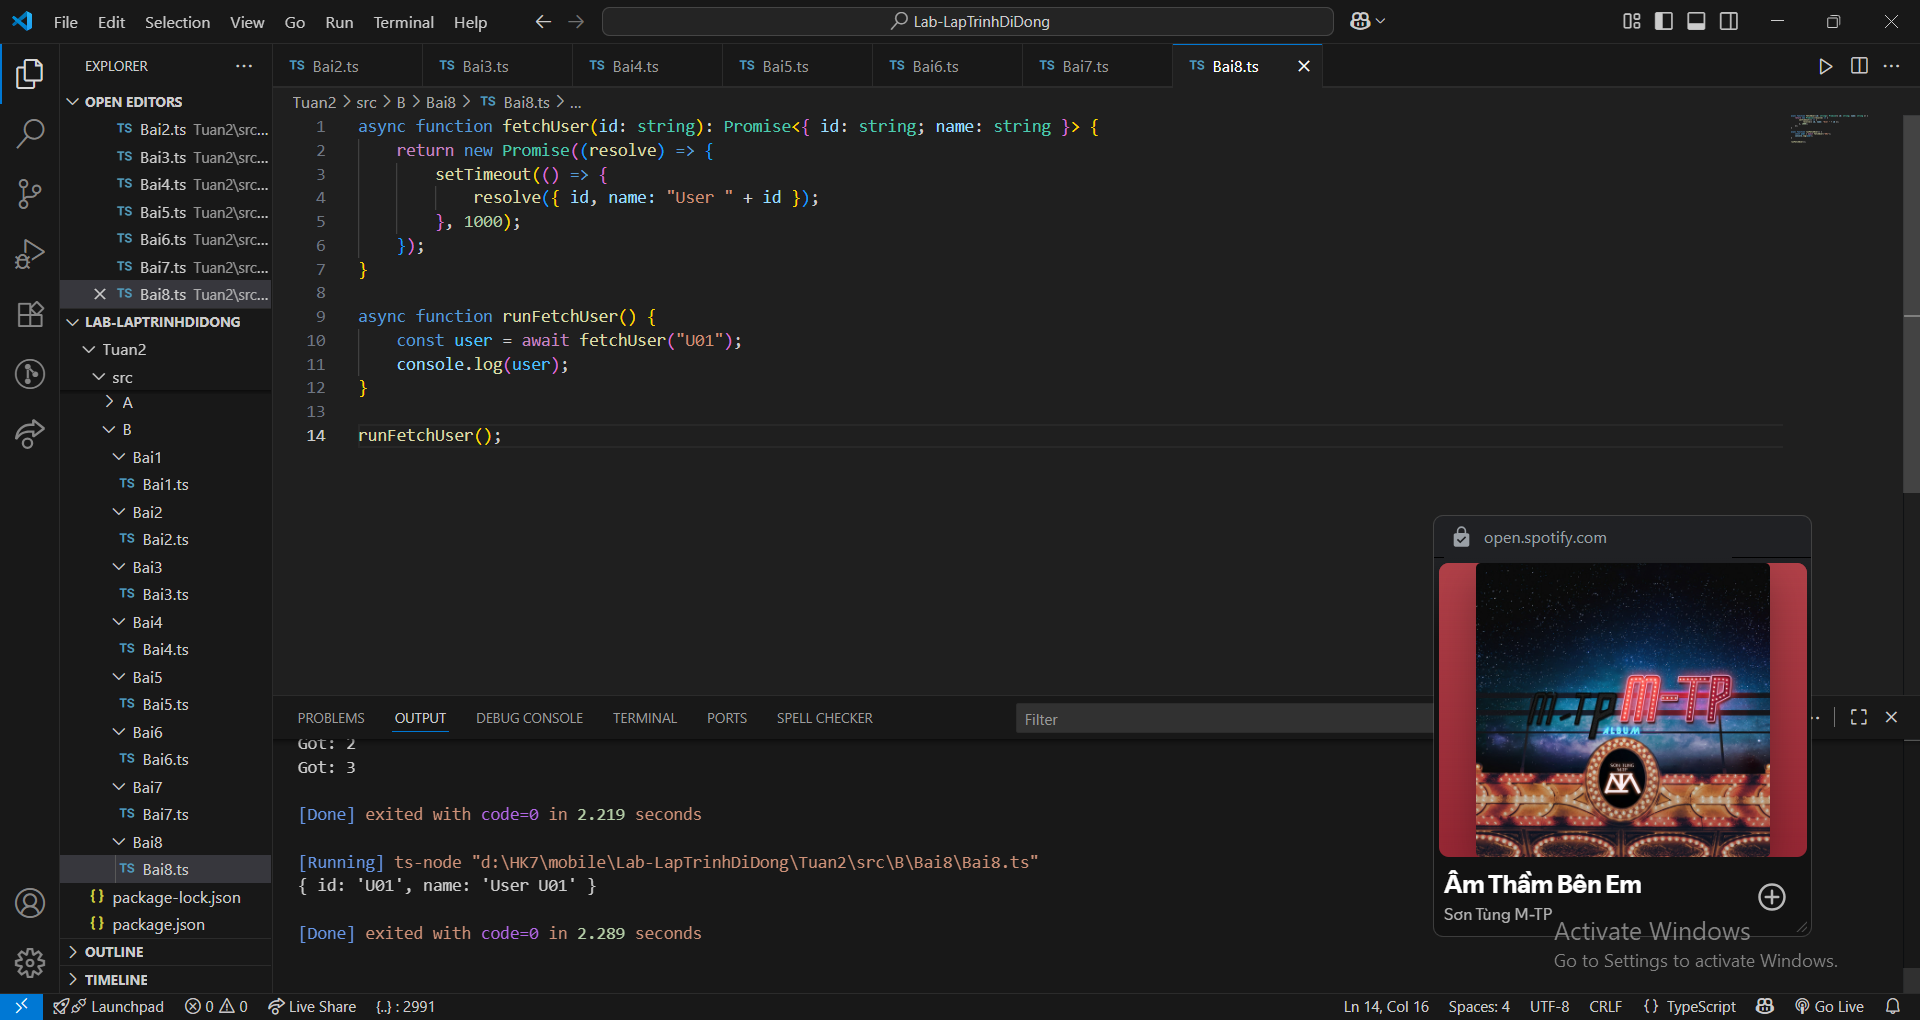 File Edit Selection View Go Run Terminal Help
Lab-LapTrinhDiDong
EXPLORER
OPEN EDITORS
TS Bai2.ts Tuan2\src...
TS Bai3.ts Tuan2\src...
TS Bai4.ts Tuan2\src...
TS Bai5.ts Tuan2\src...
TS Bai6.ts Tuan2\src...
TS Bai7.ts Tuan2\src...
TS Bai8.ts Tuan2\src...
LAB-LAPTRINHDIDONG
Tuan2
src
A
B
Bai1
TS Bai1.ts
Bai2
TS Bai2.ts
Bai3
TS Bai3.ts
Bai4
TS Bai4.ts
Bai5
TS Bai5.ts
Bai6
TS Bai6.ts
Bai7
TS Bai7.ts
Bai8
TS Bai8.ts
{} package-lock.json
{} package.json
OUTLINE
TIMELINE
TS Bai2.ts TS Bai3.ts TS Bai4.ts TS Bai5.ts TS Bai6.ts TS Bai7.ts TS Bai8.ts
Tuan2 > src > B > Bai8 > TS Bai8.ts > ...
1 async function fetchUser(id: string): Promise<{ id: string; name: string }> {
2 return new Promise((resolve) => {
3 setTimeout(() => {
4 resolve({ id, name: "User " + id });
5 }, 1000);
6 });
7 }
8
9 async function runFetchUser() {
10 const user = await fetchUser("U01");
11 console.log(user);
12 }
13
14 runFetchUser();
PROBLEMS OUTPUT DEBUG CONSOLE TERMINAL PORTS SPELL CHECKER
Filter
Got: 2
Got: 3
[Done] exited with code=0 in 2.219 seconds
[Running] ts-node "d:\HK7\mobile\Lab-LapTrinhDiDong\Tuan2\src\B\Bai8\Bai8.ts"
{ id: 'U01', name: 'User U01' }
[Done] exited with code=0 in 2.289 seconds
open.spotify.com
M-TP M-TP
ALBUM
SON TUNG
MTP
Âm Thầm Bên Em
Sơn Tùng M-TP
Activate Windows
Go to Settings to activate Windows.
Launchpad 0 0 Live Share {..} : 2991
Ln 14, Col 16 Spaces: 4 UTF-8 CRLF {} TypeScript Go Live